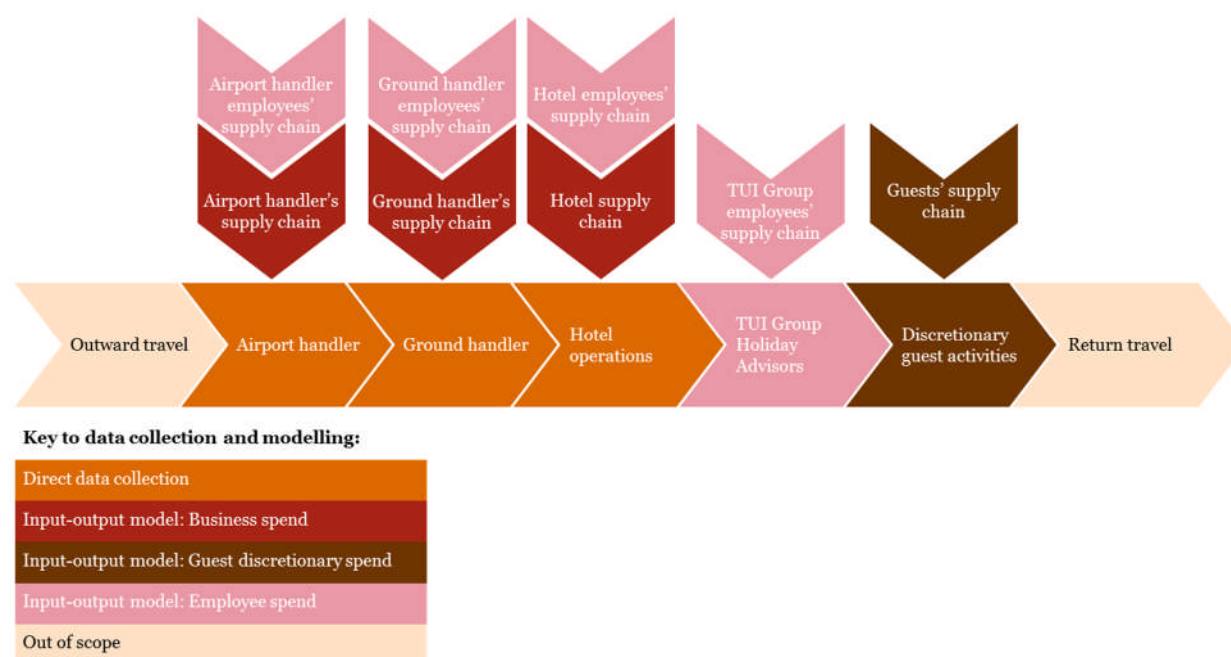 Airport handler
employees'
supply chain
Ground handler
employees'
supply chain
Hotel employees'
supply chain
Airport handler's
supply chain
Ground handler's
supply chain
Hotel supply
chain
TUI Group
employees'
supply chain
Guests' supply
chain
Outward travel
Airport handler
Ground handler
Hotel
operations
TUI Group
Holiday
Advisors
Discretionary
guest activities
Return travel
Key to data collection and modelling:
Direct data collection
Input-output model: Business spend
Input-output model: Guest discretionary spend
Input-output model: Employee spend
Out of scope